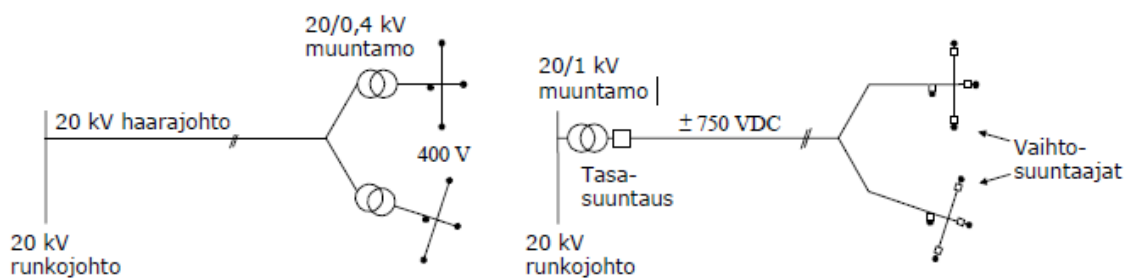 20/0,4 kV
muuntamo
20 kV haarajohto
400 V
20 kV
runkojohto
20/1 kV
muuntamo
± 750 VDC
Tasa-
suuntaus
Vaihto-
suuntaajat
20 kV
runkojohto